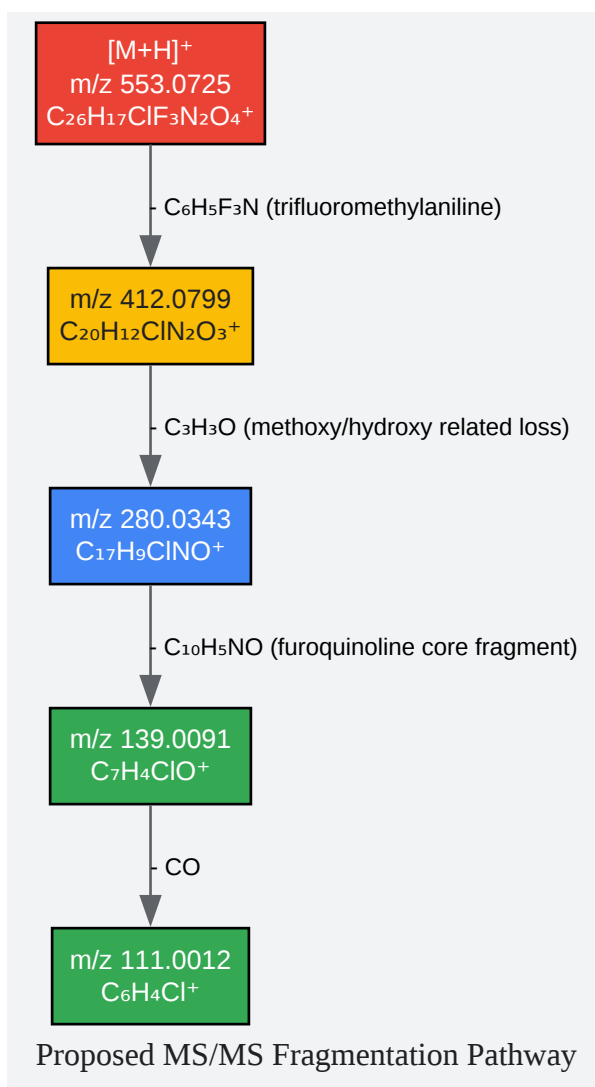 [M+H]⁺
m/z 553.0725
C₂₆H₁₇ClF₃N₂O₄⁺
- C₆H₅F₃N (trifluoromethylaniline)
m/z 412.0799
C₂₀H₁₂ClN₂O₃⁺
- C₃H₃O (methoxy/hydroxy related loss)
m/z 280.0343
C₁₇H₉ClNO⁺
- C₁₀H₅NO (furoquinoline core fragment)
m/z 139.0091
C₇H₄ClO⁺
- CO
m/z 111.0012
C₆H₄Cl⁺
Proposed MS/MS Fragmentation Pathway